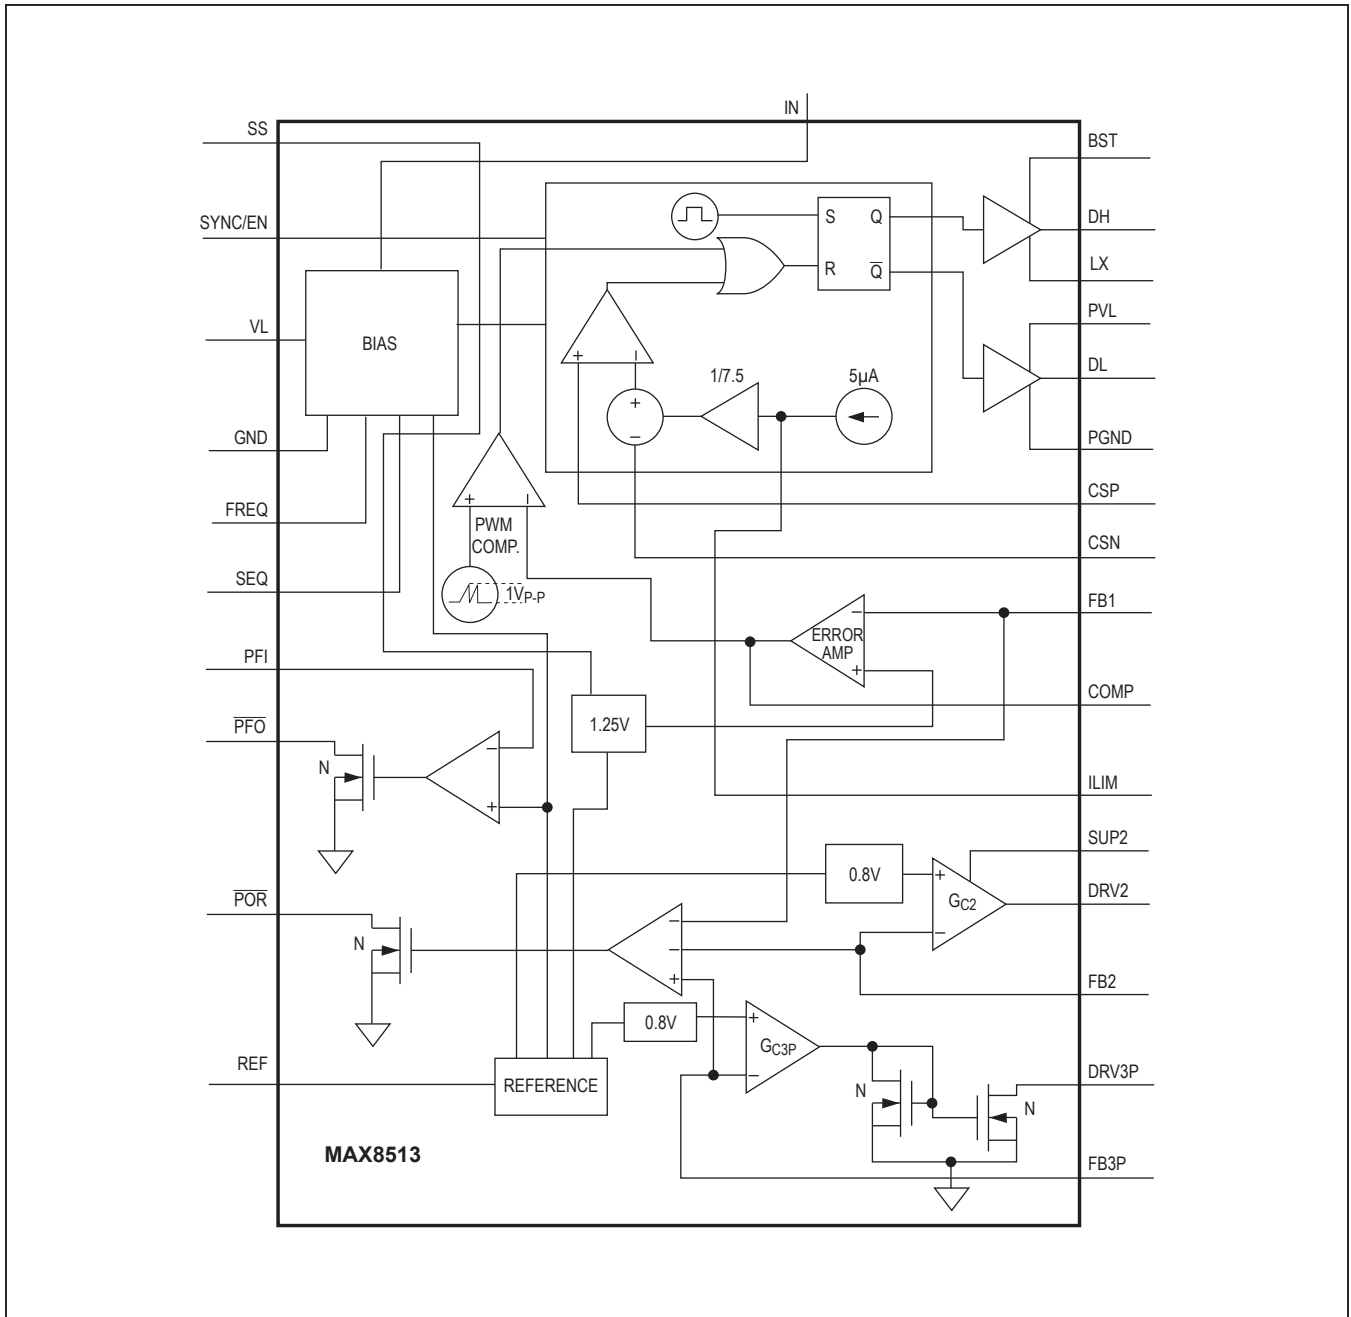 IN
SS
BST
SYNC/EN
S
Q
DH
R
Q̅
LX
VL
BIAS
PVL
1/7.5
5µA
DL
+
−
+
−
GND
PGND
+
−
CSP
FREQ
PWM
COMP.
CSN
SEQ
1VP-P
FB1
−
ERROR
AMP
+
PFI
COMP
P̅F̅O̅
1.25V
N
−
+
ILIM
SUP2
0.8V
+
GC2
−
DRV2
P̅O̅R̅
N
−
−
+
FB2
0.8V
+
GC3P
−
REF
REFERENCE
DRV3P
N
N
MAX8513
FB3P